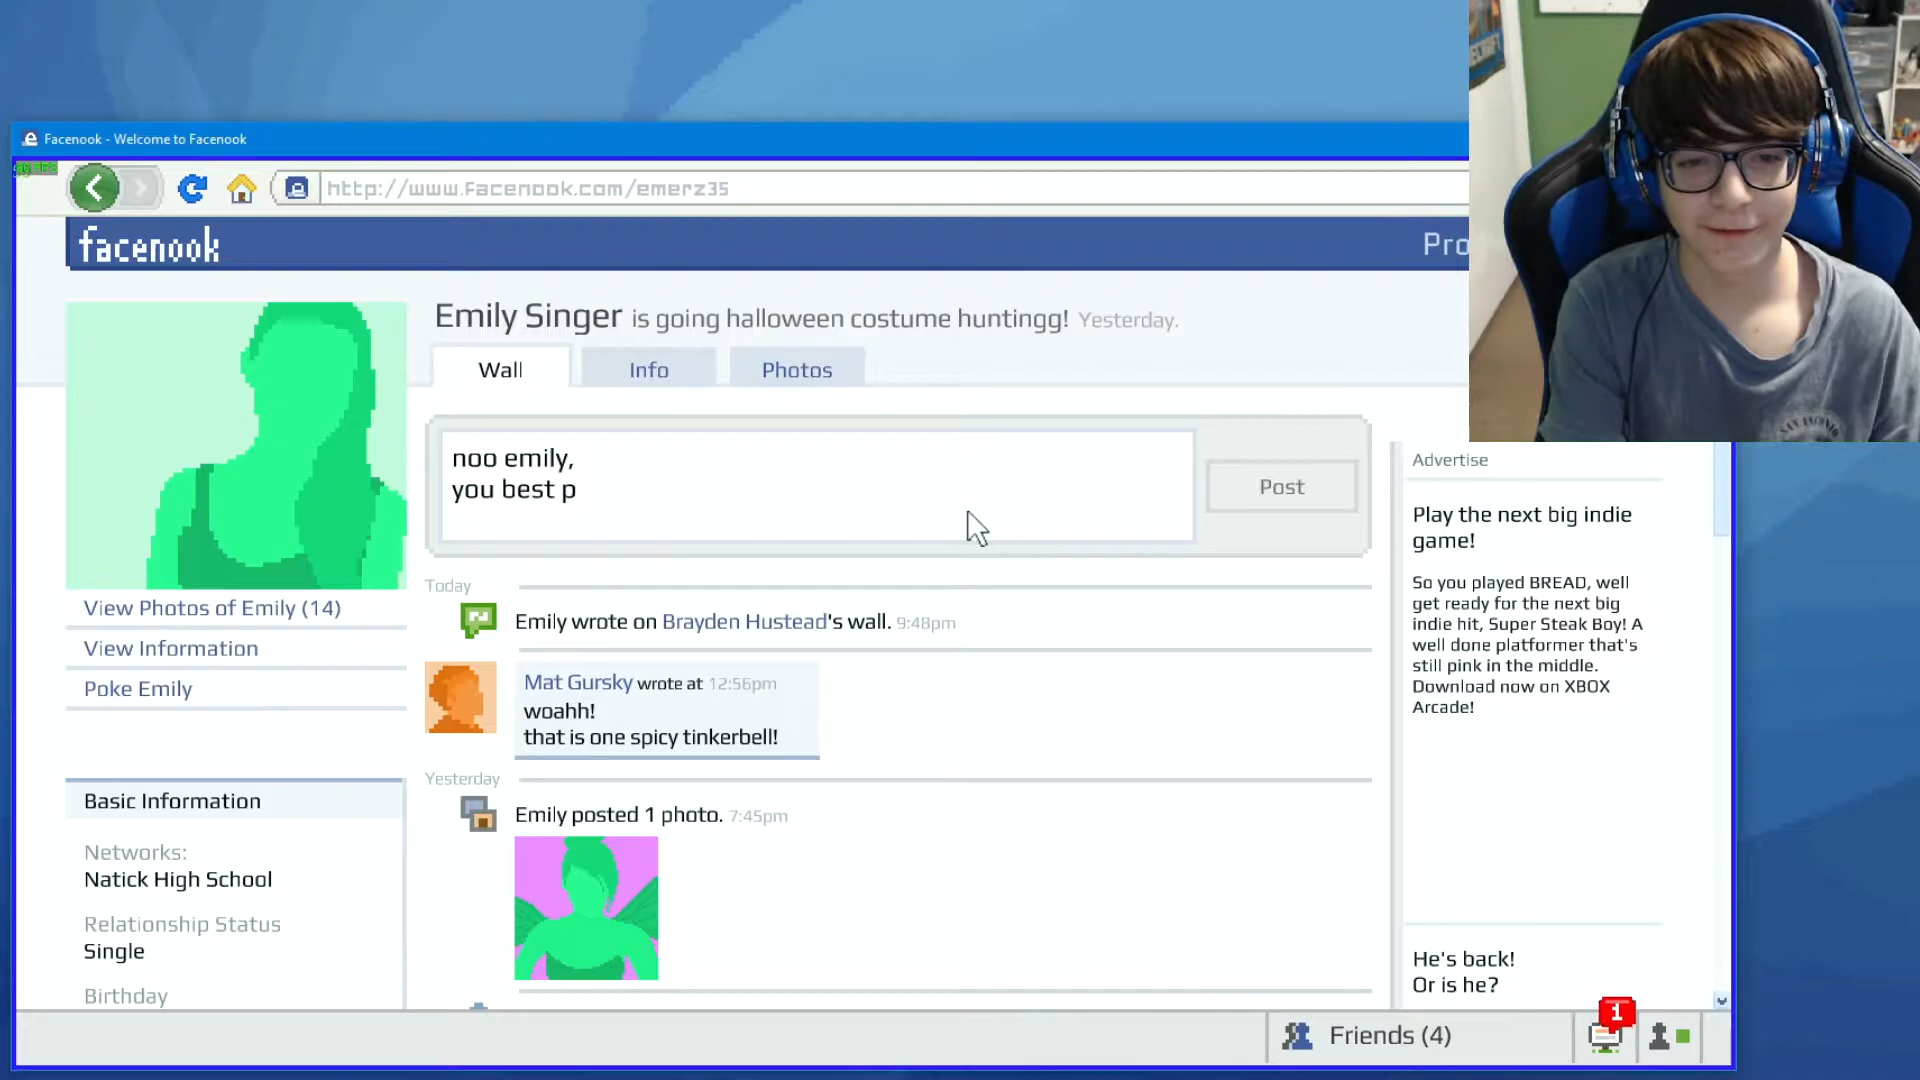 Facenook - Welcome to Facenook
http://www.facenook.com/emerz35
facenook
Pro
Emily Singer is going halloween costume huntingg! Yesterday.
Wall
Info
Photos
noo emily,
you best p
Post
View Photos of Emily (14)
View Information
Poke Emily
Today
Emily wrote on Brayden Hustead's wall. 9:48pm
Mat Gursky wrote at 12:56pm
woahh!
that is one spicy tinkerbell!
Yesterday
Emily posted 1 photo. 7:45pm
Basic Information
Networks:
Natick High School
Relationship Status
Single
Birthday
Advertise
Play the next big indie
game!
So you played BREAD, well
get ready for the next big
indie hit, Super Steak Boy! A
well done platformer that's
still pink in the middle.
Download now on XBOX
Arcade!
He's back!
Or is he?
1
Friends (4)
SAN ANTONIO